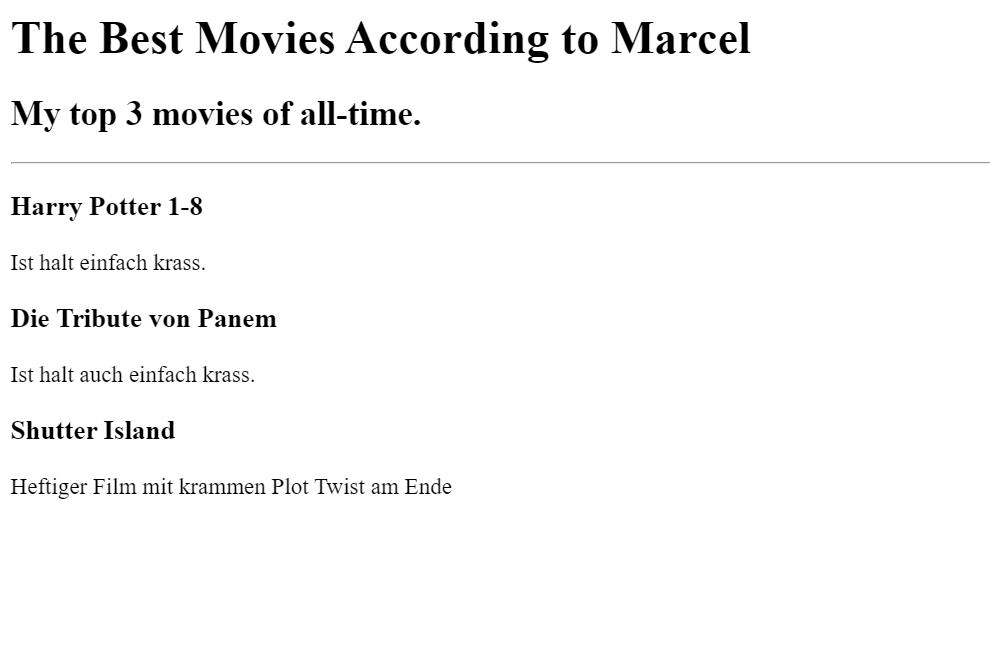 The Best Movies According to Marcel
My top 3 movies of all-time.
Harry Potter 1-8
Ist halt einfach krass.
Die Tribute von Panem
Ist halt auch einfach krass.
Shutter Island
Heftiger Film mit krammen Plot Twist am Ende